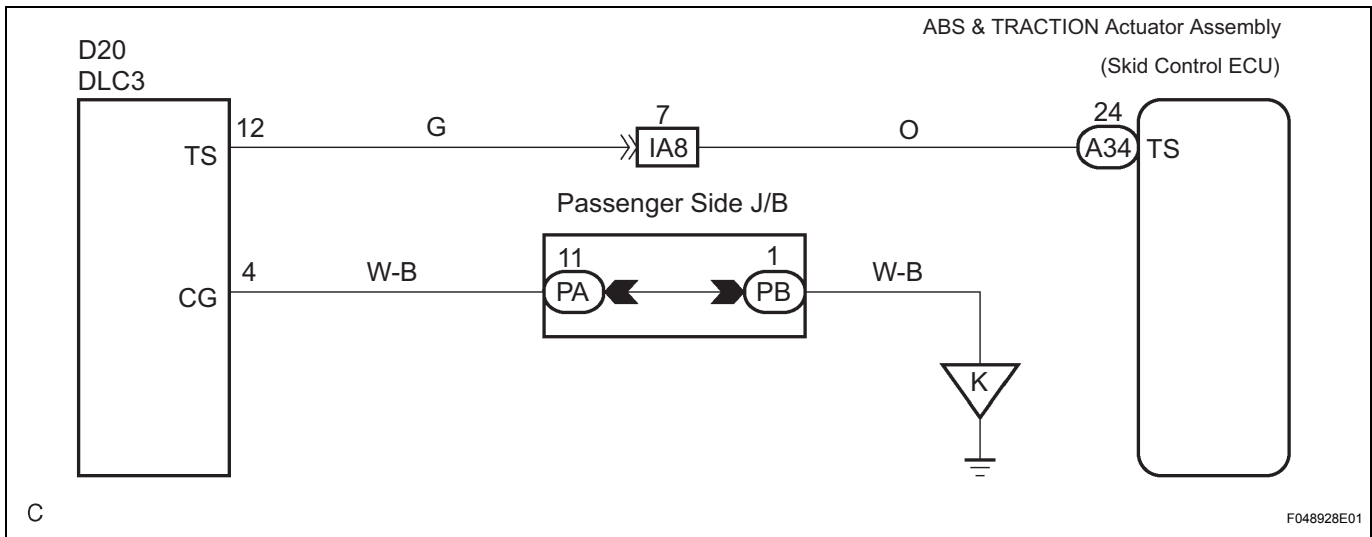 ABS & TRACTION Actuator Assembly
(Skid Control ECU)
D20
DLC3
12
G
7
IA8
O
24
A34
TS
TS
Passenger Side J/B
4
W-B
11
PA
1
PB
W-B
CG
K
C
F048928E01